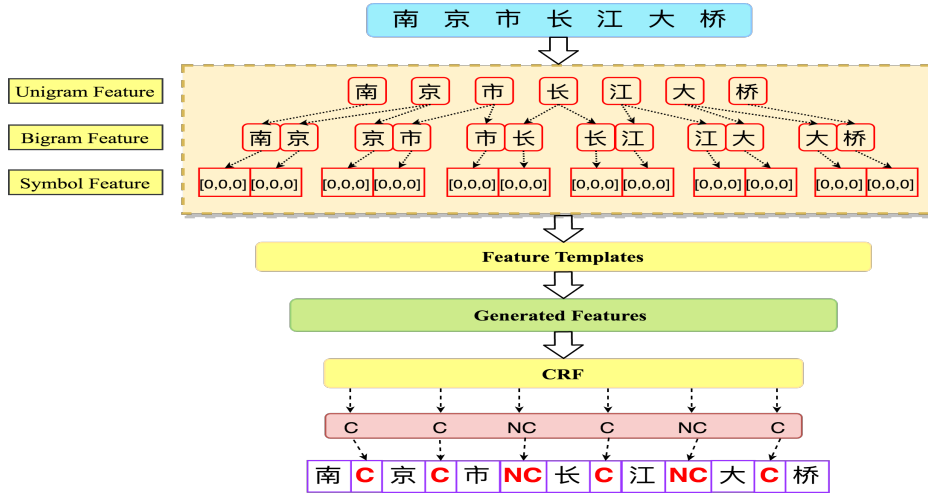 南 京 市 长 江 大 桥
Unigram Feature 南 京 市 长 江 大 桥
Bigram Feature 南 京 京 市 市 长 长 江 江 大 大 桥
Symbol Feature [0,0,0] [0,0,0] [0,0,0] [0,0,0] [0,0,0] [0,0,0] [0,0,0] [0,0,0] [0,0,0] [0,0,0] [0,0,0] [0,0,0]
Feature Templates
Generated Features
CRF
C C NC C NC C
南 C 京 C 市 NC 长 C 江 NC 大 C 桥